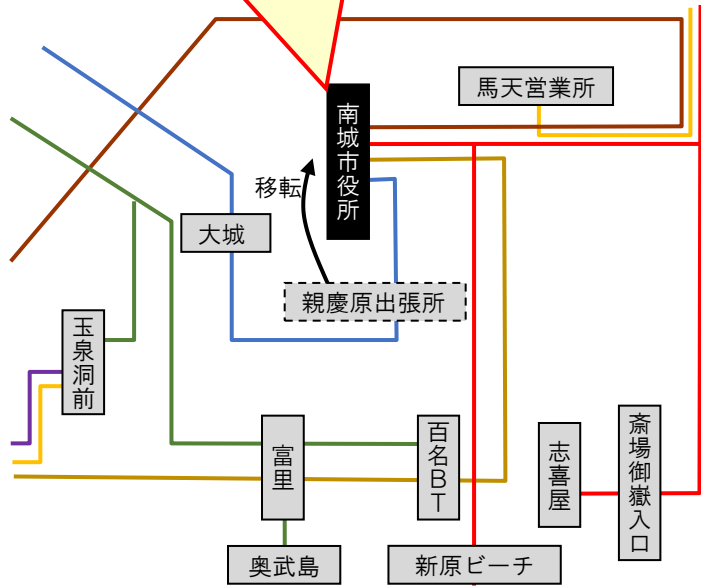 馬天営業所
南城市役所
移転
大城
親慶原出張所
玉泉洞前
富里
百名BT
志喜屋
斎場御嶽入口
奥武島
新原ビーチ